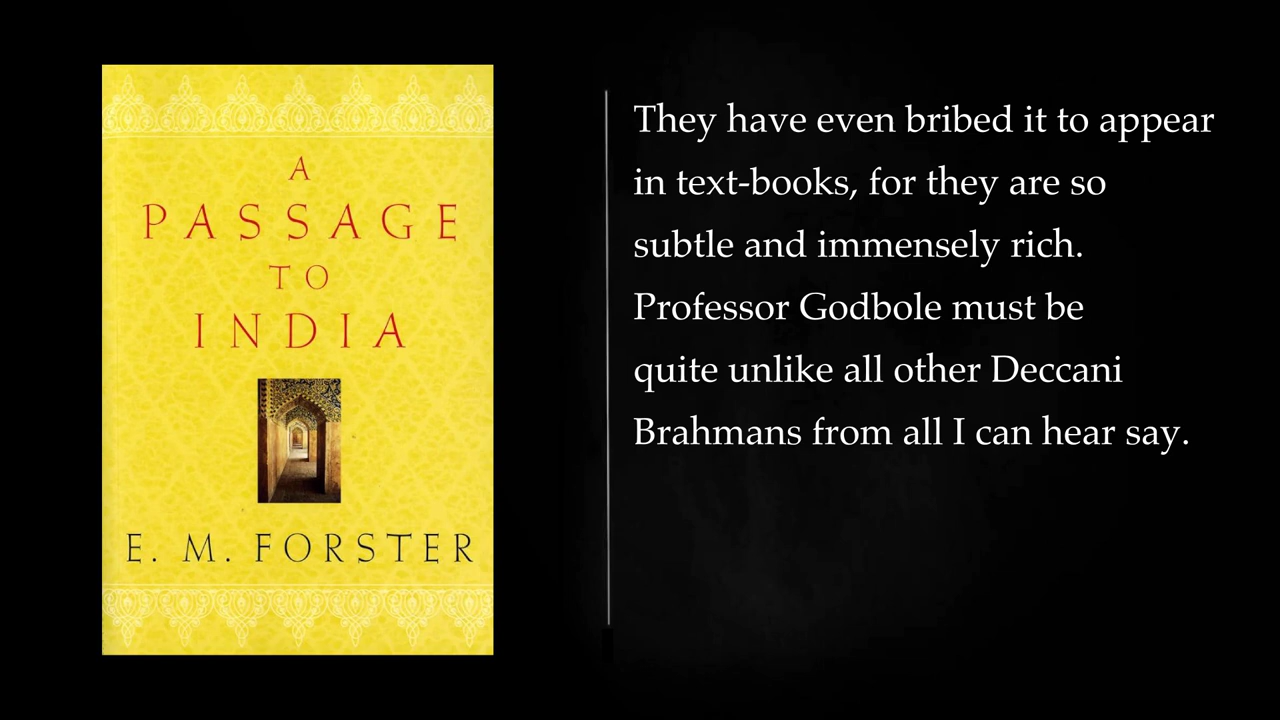 A
PASSAGE
TO
INDIA
E. M. FORSTER
They have even bribed it to appear
in text-books, for they are so
subtle and immensely rich.
Professor Godbole must be
quite unlike all other Deccani
Brahmans from all I can hear say.